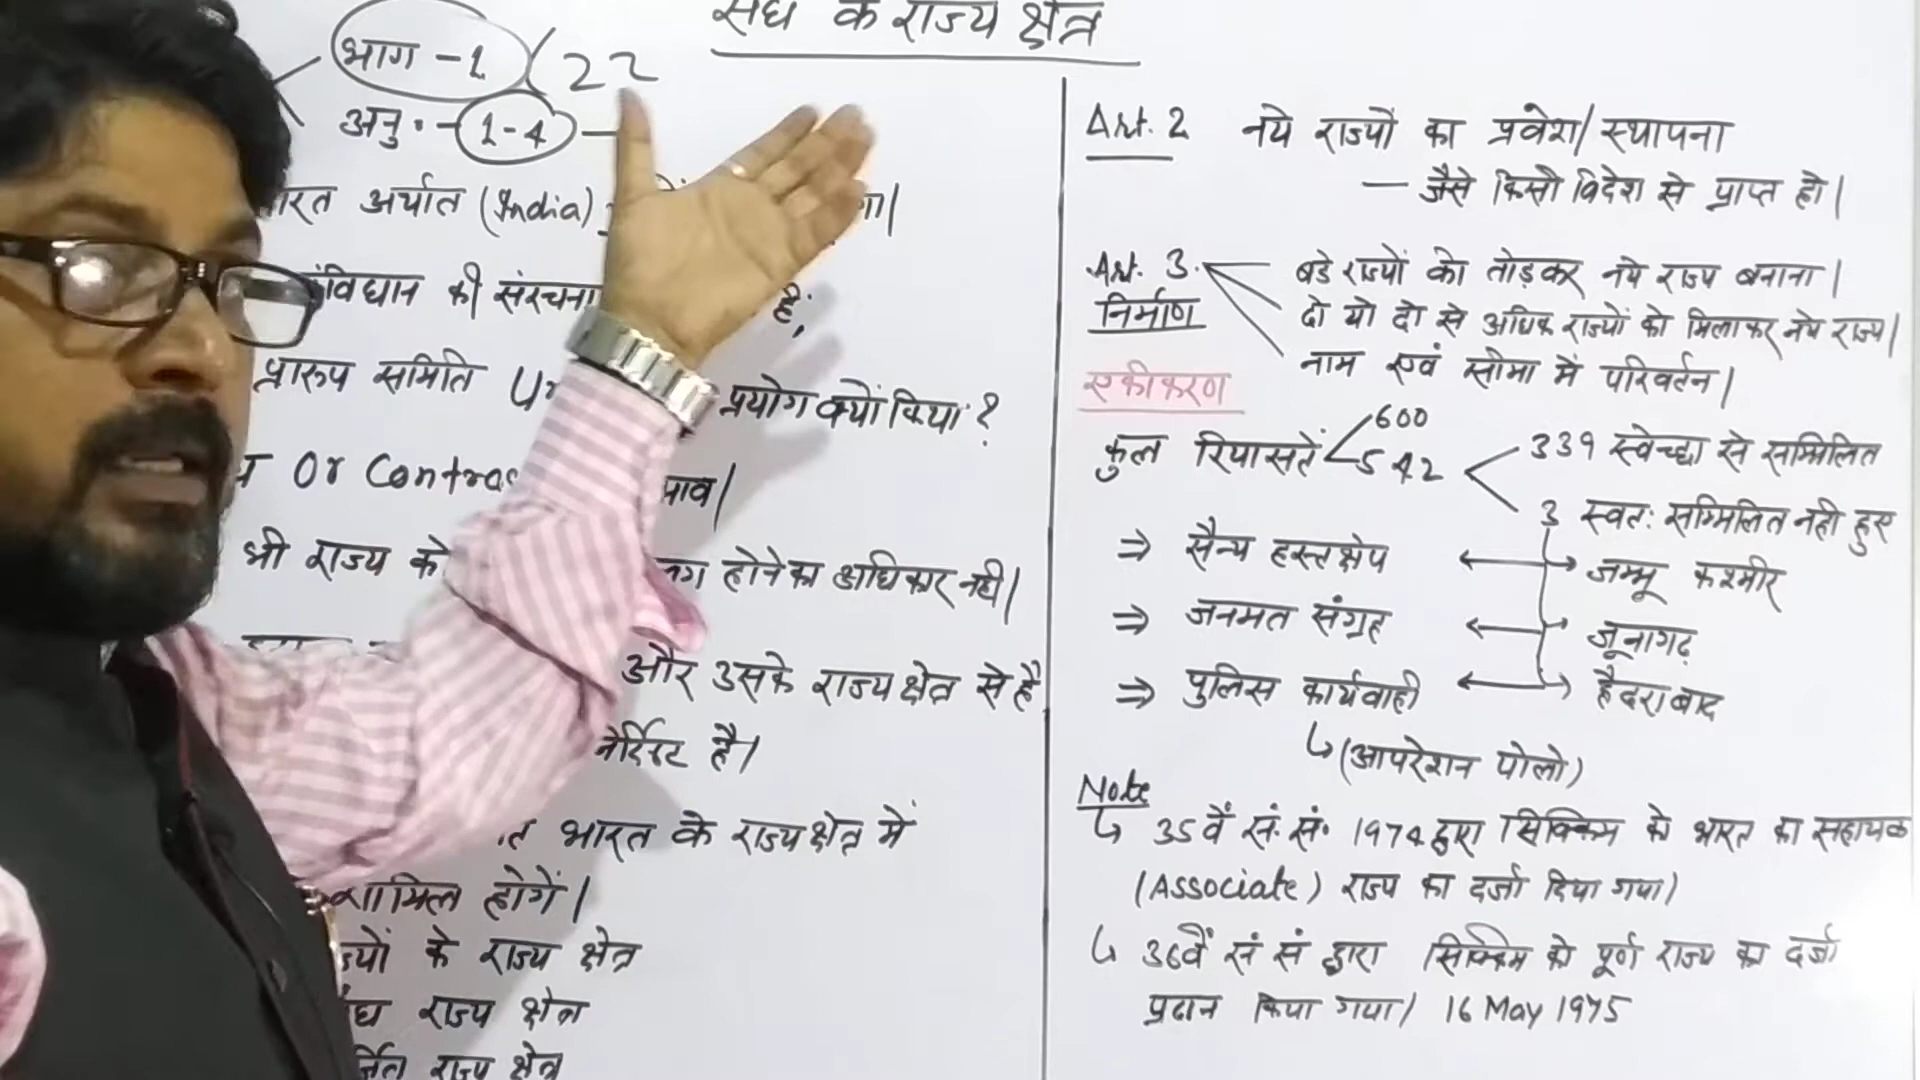 संघ के राज्य क्षेत्र
भाग -1 ( 22
अनु. - 1-4 -
भारत अर्थात (India)
संविधान की संरचना हैं;
प्रारूप समिति प्रयोग क्यों किया ?
Or
भी राज्य को होने का अधिकार नही।
और उसके राज्य क्षेत्र से है
है।
भारत के राज्य क्षेत्र में
शामिल होगें।
के राज्य क्षेत्र
राज्य क्षेत्र
राज्य क्षेत्र
Art. 2 नये राज्यों का प्रवेश/स्थापना
— जैसे किसी विदेश से प्राप्त हो।
Art. 3. बडे राज्यों को तोड़कर नये राज्य बनाना।
निर्माण दो या दो से अधिक राज्यों को मिलाकर नये राज्य।
नाम एवं सीमा में परिवर्तन।
एकीकरण
कुल रियासतें 600
542 339 स्वेच्छा से सम्मिलित
3 स्वतः सम्मिलित नही हुए
⇒ सैन्य हस्तक्षेप ← → जम्मू कश्मीर
⇒ जनमत संग्रह ← → जूनागढ़
⇒ पुलिस कार्यवाही ← → हैदराबाद
↳ (आपरेशन पोलो)
Note
↳ 35वें सं. सं. 1974 द्वारा सिक्किम को भारत का सहायक
(Associate) राज्य का दर्जा दिया गया।
↳ 36वें सं सं द्वारा सिक्किम को पूर्ण राज्य का दर्जा
प्रदान किया गया। 16 May 1975